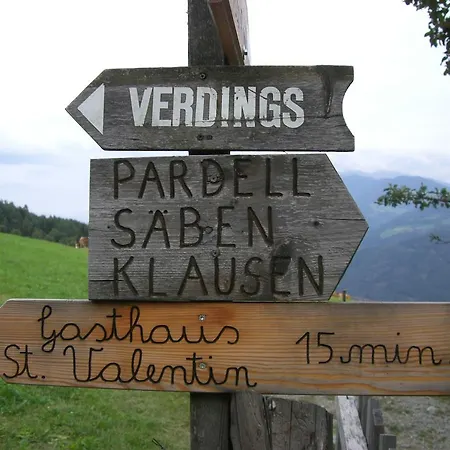 VERDINGS
PARDELL
SÄBEN
KLAUSEN
Gasthaus
St. Valentin 15 min